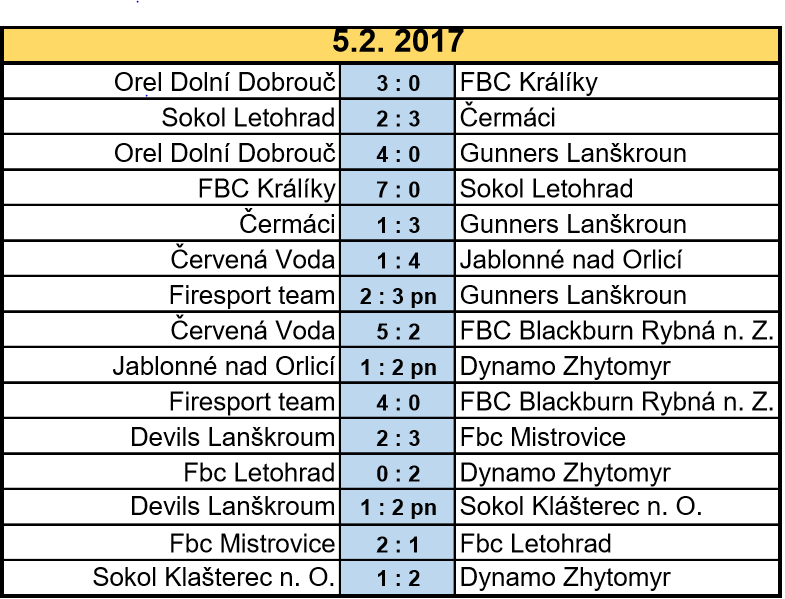 5.2. 2017
Orel Dolní Dobrouč 3 : 0 FBC Králíky
Sokol Letohrad 2 : 3 Čermáci
Orel Dolní Dobrouč 4 : 0 Gunners Lanškroun
FBC Králíky 7 : 0 Sokol Letohrad
Čermáci 1 : 3 Gunners Lanškroun
Červená Voda 1 : 4 Jablonné nad Orlicí
Firesport team 2 : 3 pn Gunners Lanškroun
Červená Voda 5 : 2 FBC Blackburn Rybná n. Z.
Jablonné nad Orlicí 1 : 2 pn Dynamo Zhytomyr
Firesport team 4 : 0 FBC Blackburn Rybná n. Z.
Devils Lanškroum 2 : 3 Fbc Mistrovice
Fbc Letohrad 0 : 2 Dynamo Zhytomyr
Devils Lanškroum 1 : 2 pn Sokol Klášterec n. O.
Fbc Mistrovice 2 : 1 Fbc Letohrad
Sokol Klašterec n. O. 1 : 2 Dynamo Zhytomyr